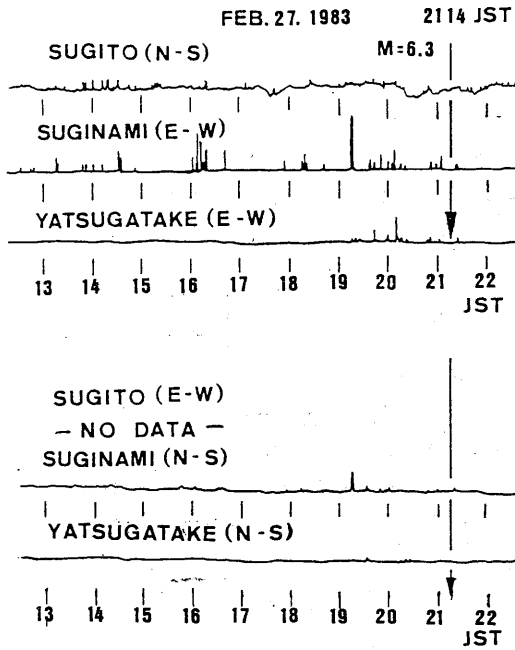 FEB. 27. 1983 2114 JST
SUGITO (N-S) M=6.3
SUGINAMI (E-W)
YATSUGATAKE (E-W)
13 14 15 16 17 18 19 20 21 22
JST
SUGITO (E-W)
— NO DATA —
SUGINAMI (N-S)
YATSUGATAKE (N-S)
13 14 15 16 17 18 19 20 21 22
JST